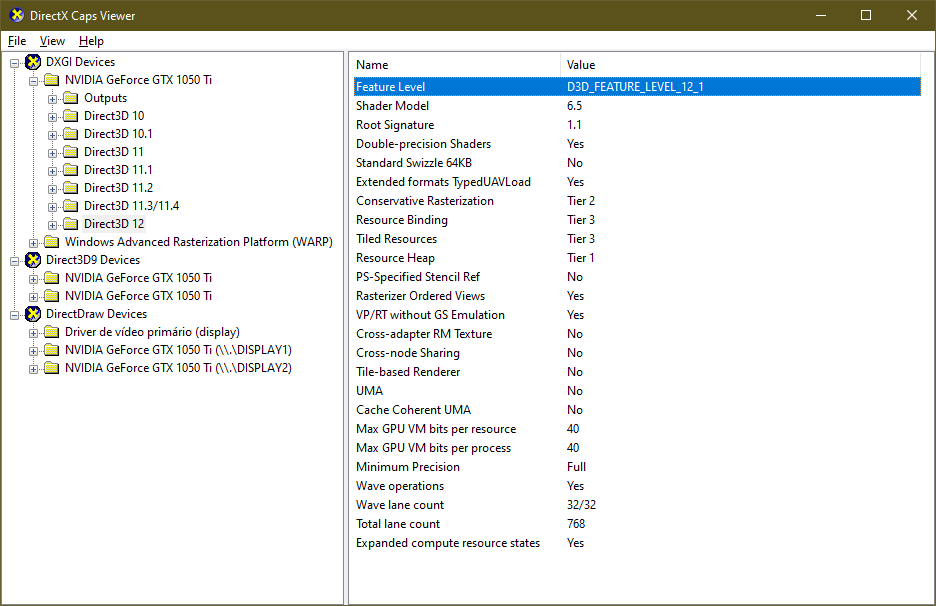 DirectX Caps Viewer
File View Help
DXGI Devices
NVIDIA GeForce GTX 1050 Ti
Outputs
Direct3D 10
Direct3D 10.1
Direct3D 11
Direct3D 11.1
Direct3D 11.2
Direct3D 11.3/11.4
Direct3D 12
Windows Advanced Rasterization Platform (WARP)
Direct3D9 Devices
NVIDIA GeForce GTX 1050 Ti
NVIDIA GeForce GTX 1050 Ti
DirectDraw Devices
Driver de vídeo primário (display)
NVIDIA GeForce GTX 1050 Ti (\\.\DISPLAY1)
NVIDIA GeForce GTX 1050 Ti (\\.\DISPLAY2)
Name Value
Feature Level D3D_FEATURE_LEVEL_12_1
Shader Model 6.5
Root Signature 1.1
Double-precision Shaders Yes
Standard Swizzle 64KB No
Extended formats TypedUAVLoad Yes
Conservative Rasterization Tier 2
Resource Binding Tier 3
Tiled Resources Tier 3
Resource Heap Tier 1
PS-Specified Stencil Ref No
Rasterizer Ordered Views Yes
VP/RT without GS Emulation Yes
Cross-adapter RM Texture No
Cross-node Sharing No
Tile-based Renderer No
UMA No
Cache Coherent UMA No
Max GPU VM bits per resource 40
Max GPU VM bits per process 40
Minimum Precision Full
Wave operations Yes
Wave lane count 32/32
Total lane count 768
Expanded compute resource states Yes